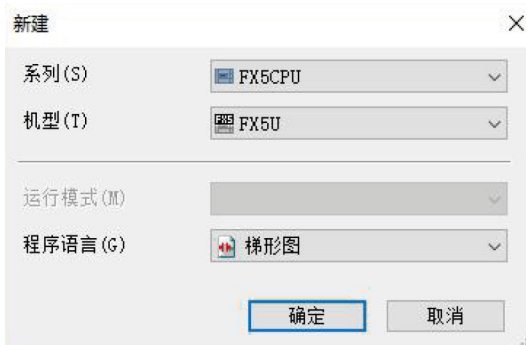 新建
系列(S) FX5CPU
机型(T) FX5U
运行模式(M)
程序语言(G) 梯形图
确定 取消